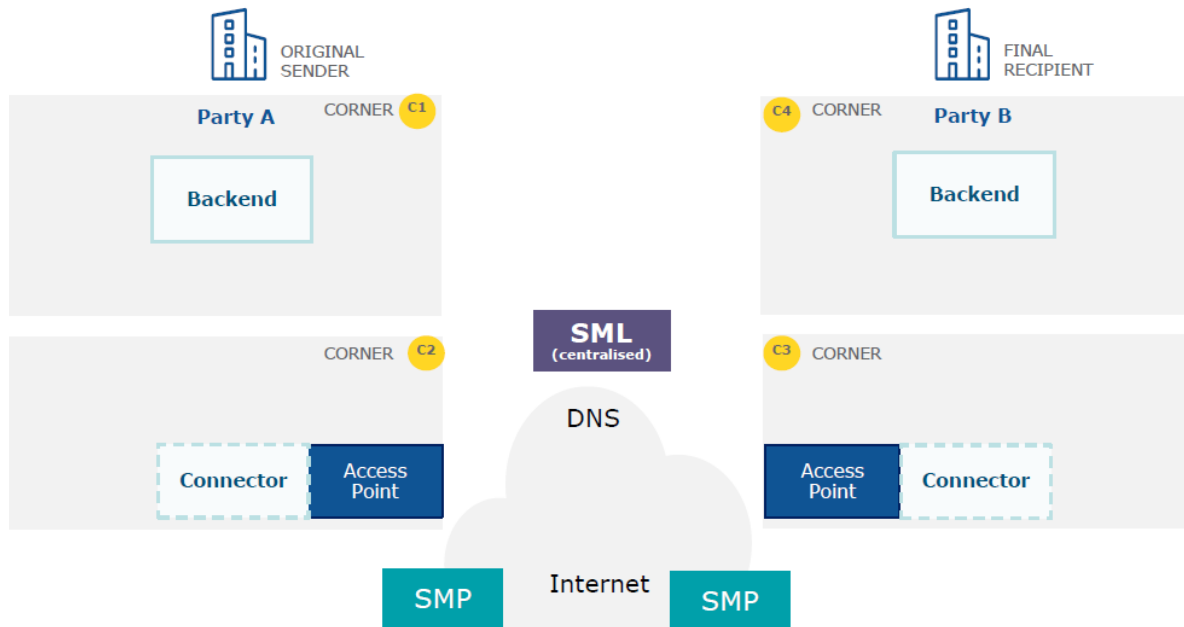 ORIGINAL
SENDER
FINAL
RECIPIENT
Party A
CORNER C1
C4 CORNER
Party B
Backend
Backend
SML
(centralised)
CORNER C2
C3 CORNER
DNS
Connector
Access
Point
Access
Point
Connector
Internet
SMP
SMP